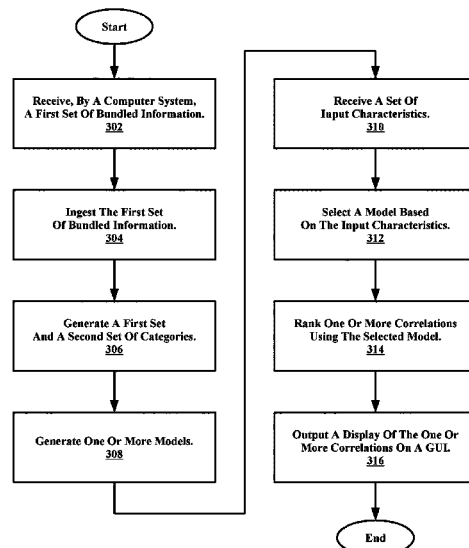 Start
Receive, By A Computer System,
A First Set Of Bundled Information.
302
Ingest The First Set
Of Bundled Information.
304
Generate A First Set
And A Second Set Of Categories.
306
Generate One Or More Models.
308
Receive A Set Of
Input Characteristics.
310
Select A Model Based
On The Input Characteristics.
312
Rank One Or More Correlations
Using The Selected Model.
314
Output A Display Of The One Or
More Correlations On A GUI.
316
End